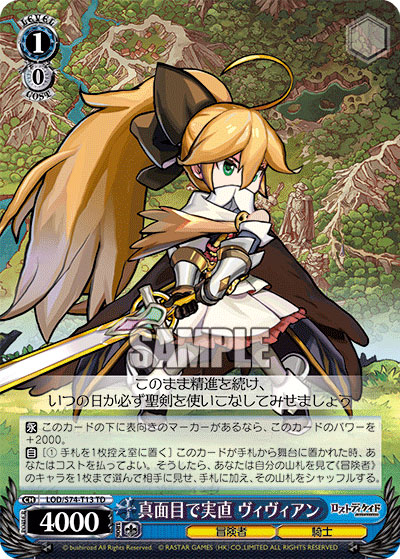 LEVEL
1
0
COST
SAMPLE
このまま精進を続け、
いつの日か必ず聖剣を使いこなしてみせましょう
永 このカードの下に表向きのマーカーがあるなら、このカードのパワーを
+2000。
自 [① 手札を1枚控え室に置く] このカードが手札から舞台に置かれた時、あ
なたはコストを払ってよい。そうしたら、あなたは自分の山札を見て《冒険者》
のキャラを1枚まで選んで相手に見せ、手札に加え、その山札をシャッフルする。
CH LOD/S74-T13 TD
4000
真面目で実直 ヴィヴィアン
ロストディケイド
冒険者
騎士
© bushiroad All Rights Reserved. © RASTAR GAMES (HK) CO.,LIMITED ALL RIGHTS RESERVED.